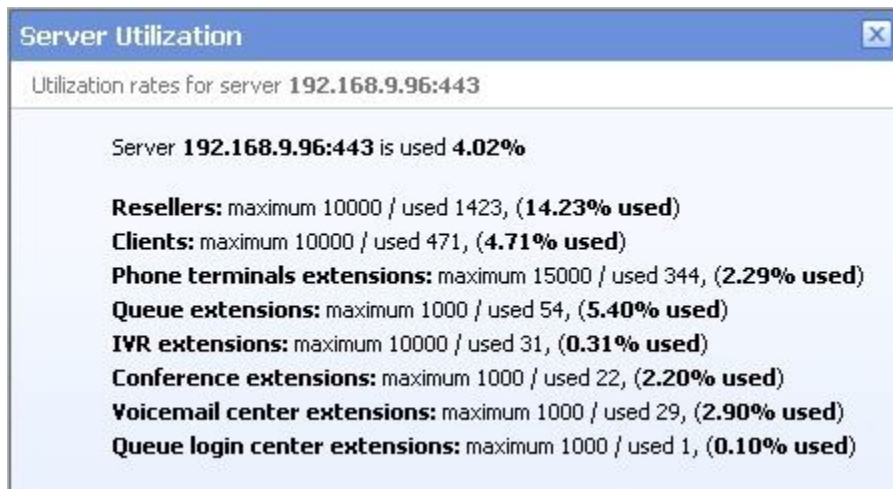 Server Utilization
Utilization rates for server 192.168.9.96:443
Server 192.168.9.96:443 is used 4.02%
Resellers: maximum 10000 / used 1423, (14.23% used)
Clients: maximum 10000 / used 471, (4.71% used)
Phone terminals extensions: maximum 15000 / used 344, (2.29% used)
Queue extensions: maximum 1000 / used 54, (5.40% used)
IVR extensions: maximum 10000 / used 31, (0.31% used)
Conference extensions: maximum 1000 / used 22, (2.20% used)
Voicemail center extensions: maximum 1000 / used 29, (2.90% used)
Queue login center extensions: maximum 1000 / used 1, (0.10% used)